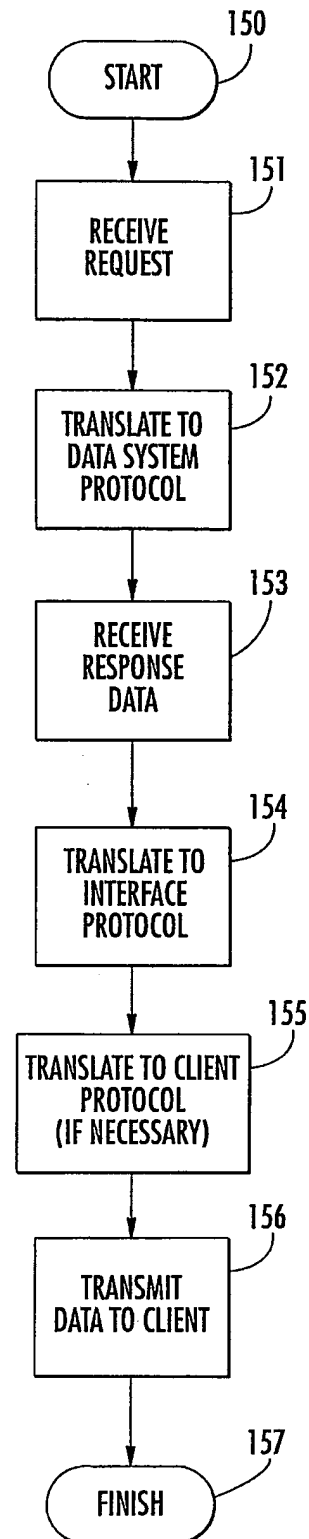 150
START
151
RECEIVE
REQUEST
152
TRANSLATE TO
DATA SYSTEM
PROTOCOL
153
RECEIVE
RESPONSE
DATA
154
TRANSLATE TO
INTERFACE
PROTOCOL
155
TRANSLATE TO CLIENT
PROTOCOL
(IF NECESSARY)
156
TRANSMIT
DATA TO CLIENT
157
FINISH